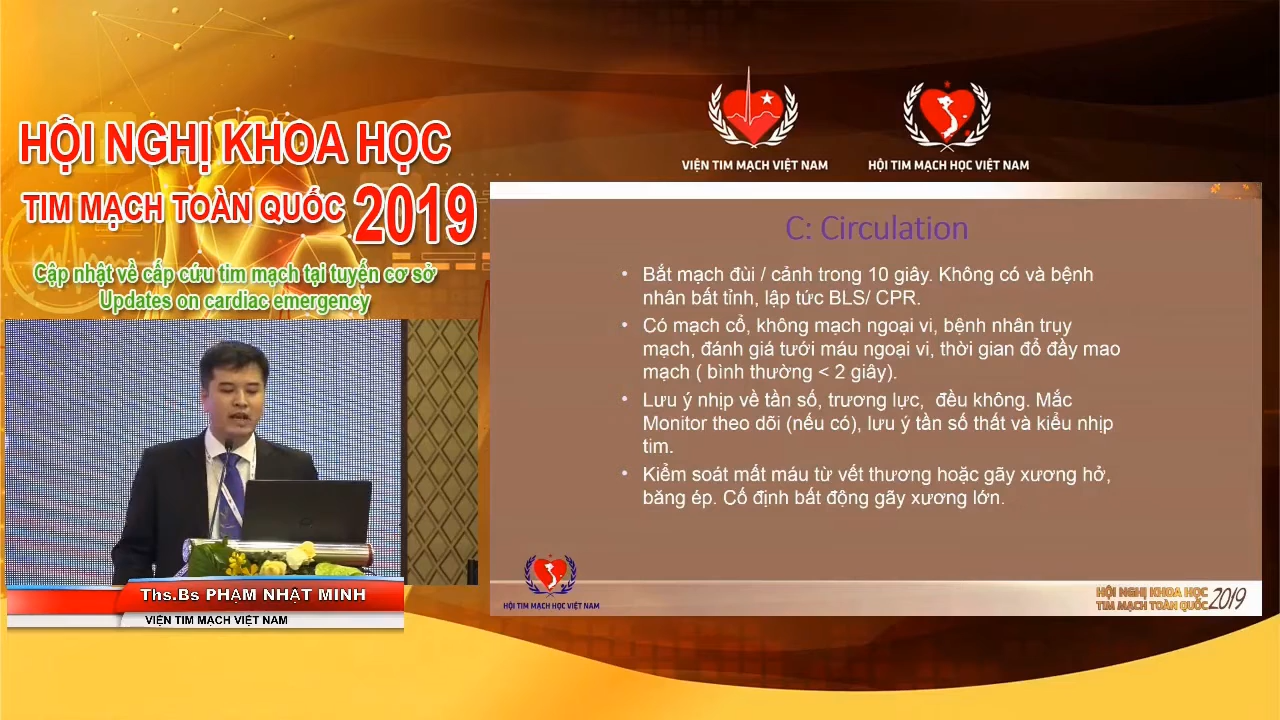 HỘI NGHỊ KHOA HỌC
TIM MẠCH TOÀN QUỐC 2019
Cập nhật về cấp cứu tim mạch tại tuyến cơ sở
Updates on cardiac emergency
VIỆN TIM MẠCH VIỆT NAM
HỘI TIM MẠCH HỌC VIỆT NAM
C: Circulation
• Bắt mạch đùi / cảnh trong 10 giây. Không có và bệnh
nhân bất tỉnh, lập tức BLS/ CPR.
• Có mạch cổ, không mạch ngoại vi, bệnh nhân trụy
mạch, đánh giá tưới máu ngoại vi, thời gian đổ đầy mao
mạch ( bình thường < 2 giây).
• Lưu ý nhịp về tần số, trương lực, đều không. Mắc
Monitor theo dõi (nếu có), lưu ý tần số thất và kiểu nhịp
tim.
• Kiểm soát mất máu từ vết thương hoặc gãy xương hở,
băng ép. Cố định bất động gãy xương lớn.
Ths.Bs PHẠM NHẬT MINH
VIỆN TIM MẠCH VIỆT NAM
HỘI TIM MẠCH HỌC VIỆT NAM
HỘI NGHỊ KHOA HỌC
TIM MẠCH TOÀN QUỐC 2019